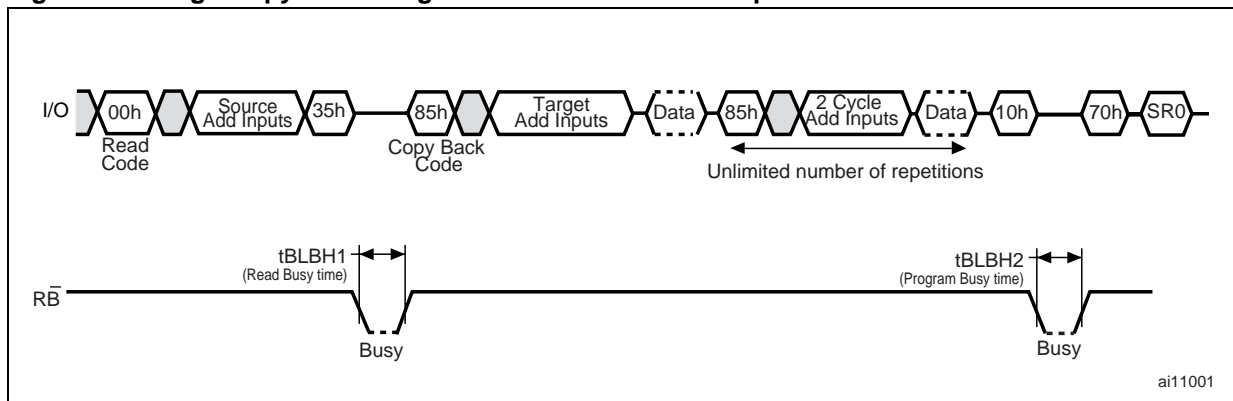 I/O 00h Source Add Inputs 35h 85h Target Add Inputs Data 85h 2 Cycle Add Inputs Data 10h 70h SR0
Read Code
Copy Back Code
Unlimited number of repetitions
tBLBH1
(Read Busy time)
tBLBH2
(Program Busy time)
RB
Busy
Busy
ai11001